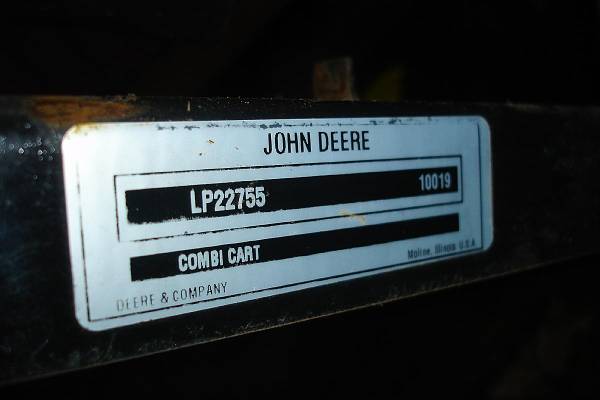 JOHN DEERE
LP22755 10019
COMBI CART
DEERE & COMPANY Moline, Illinois U.S.A